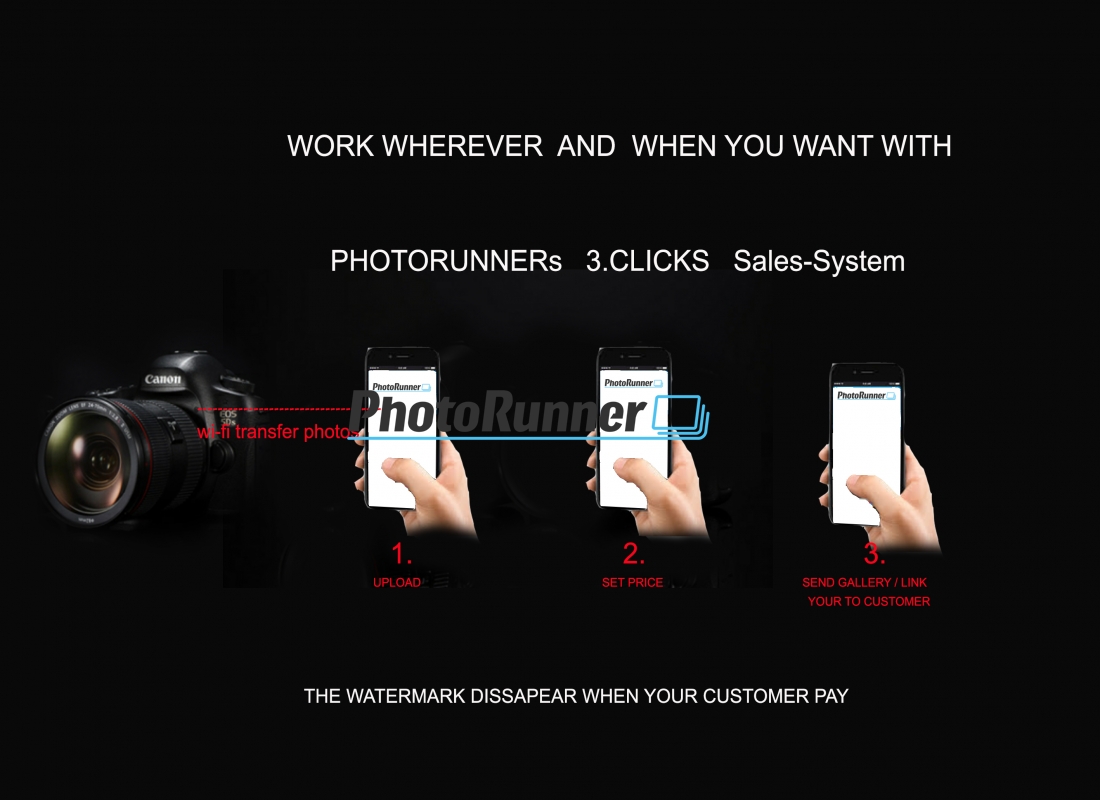 WORK WHEREVER AND WHEN YOU WANT WITH
PHOTORUNNERs 3.CLICKS Sales-System
Canon
EOS
PhotoRunner
PhotoRunner
PhotoRunner
PhotoRunner
wi-fi transfer photos
1.
UPLOAD
2.
SET PRICE
3.
SEND GALLERY / LINK
YOUR TO CUSTOMER
THE WATERMARK DISSAPEAR WHEN YOUR CUSTOMER PAY